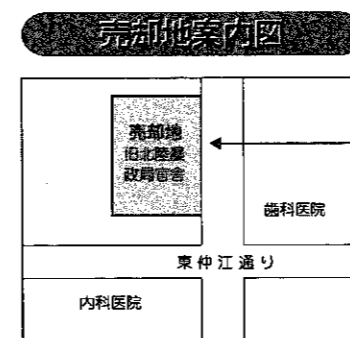 売却地案内図
売却地
旧北陸農
政局宿舎
歯科医院
東仲江通り
内科医院